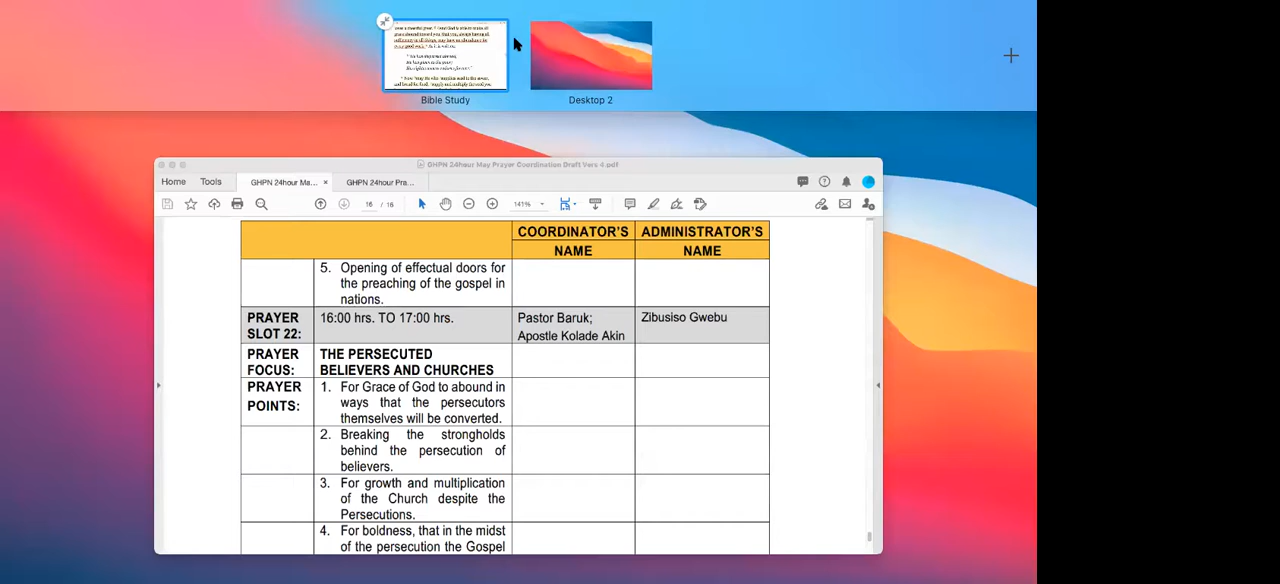 Bible Study
Desktop 2
GHPN 24hour May Prayer Coordination Draft Vers 4.pdf
Home Tools GHPN 24hour Ma... × GHPN 24hour Pra...
16 / 16 141%
COORDINATOR'S ADMINISTRATOR'S
NAME NAME
5. Opening of effectual doors for
the preaching of the gospel in
nations.
PRAYER 16:00 hrs. TO 17:00 hrs. Pastor Baruk; Zibusiso Gwebu
SLOT 22: Apostle Kolade Akin
PRAYER THE PERSECUTED
FOCUS: BELIEVERS AND CHURCHES
PRAYER 1. For Grace of God to abound in
POINTS: ways that the persecutors
themselves will be converted.
2. Breaking the strongholds
behind the persecution of
believers.
3. For growth and multiplication
of the Church despite the
Persecutions.
4. For boldness, that in the midst
of the persecution the Gospel